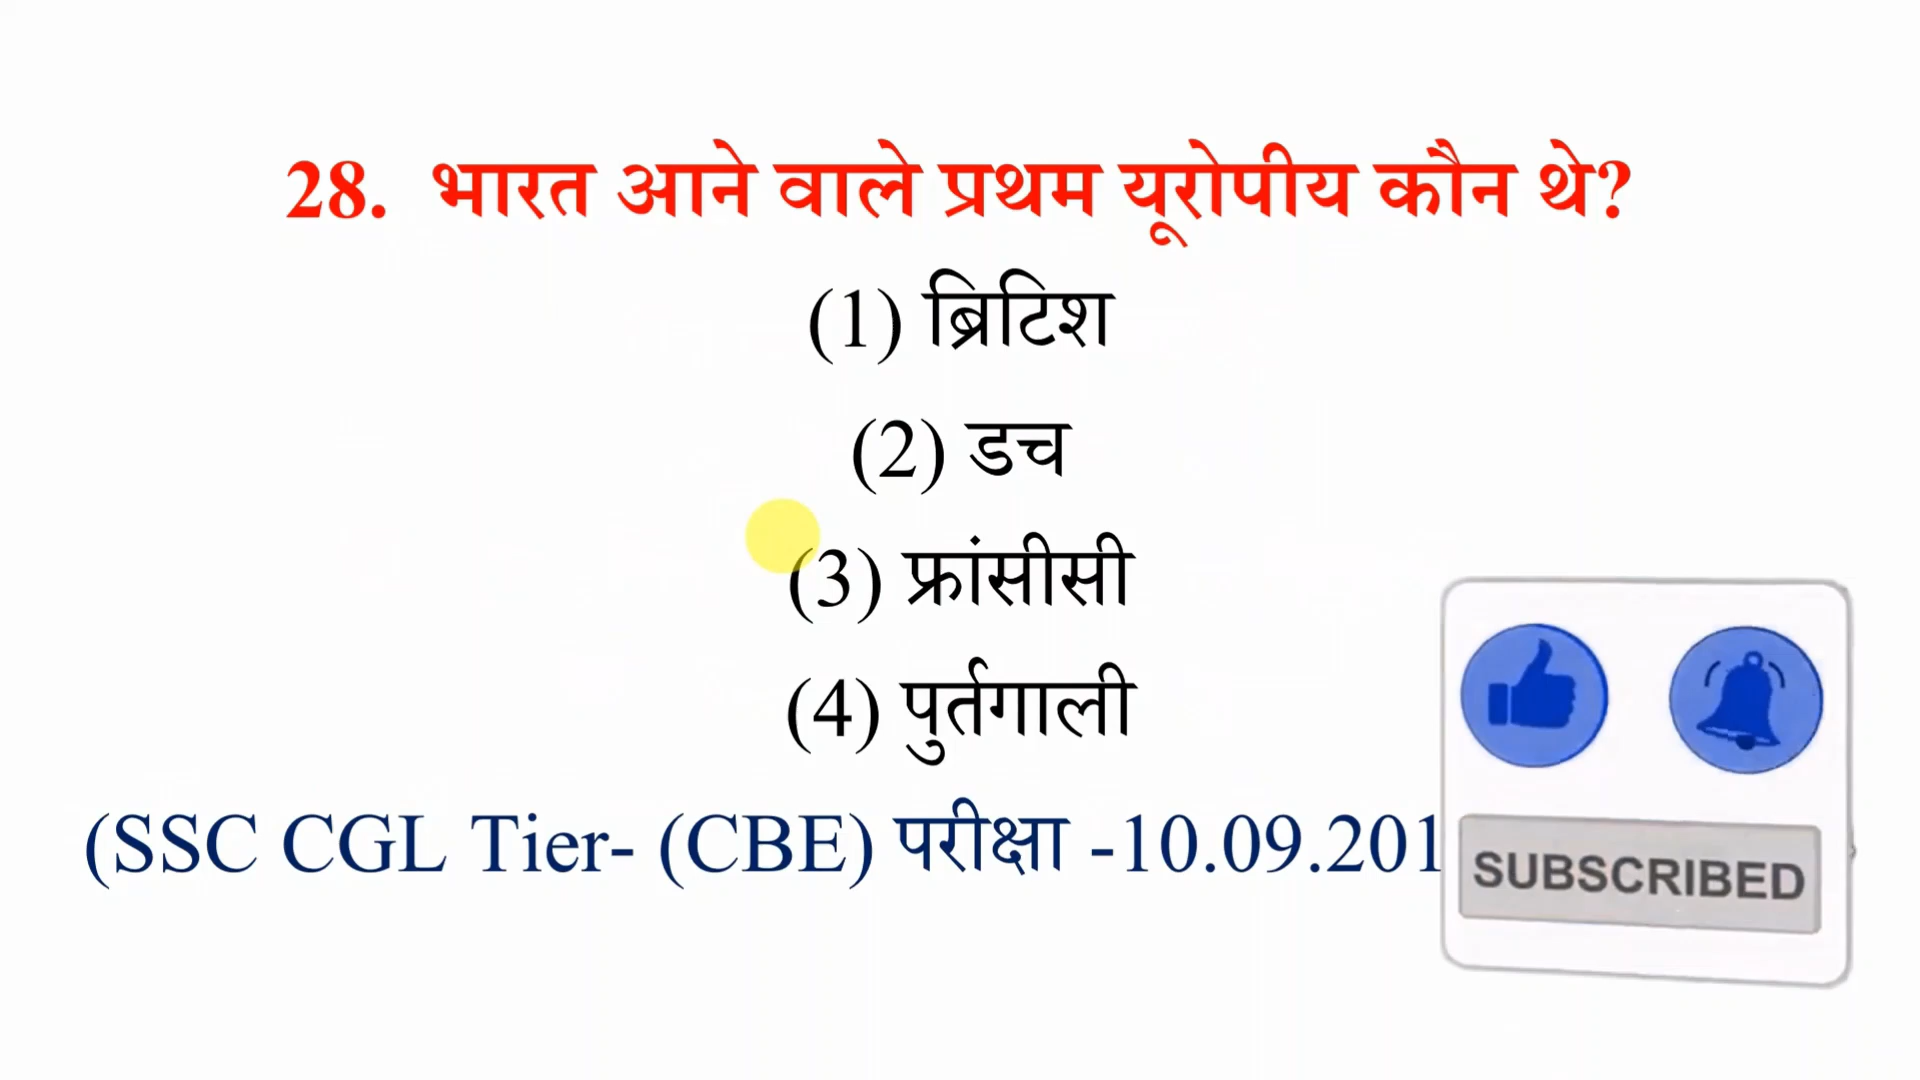 28. भारत आने वाले प्रथम यूरोपीय कौन थे?
(1) ब्रिटिश
(2) डच
(3) फ्रांसीसी
(4) पुर्तगाली
(SSC CGL Tier- (CBE) परीक्षा -10.09.201
SUBSCRIBED